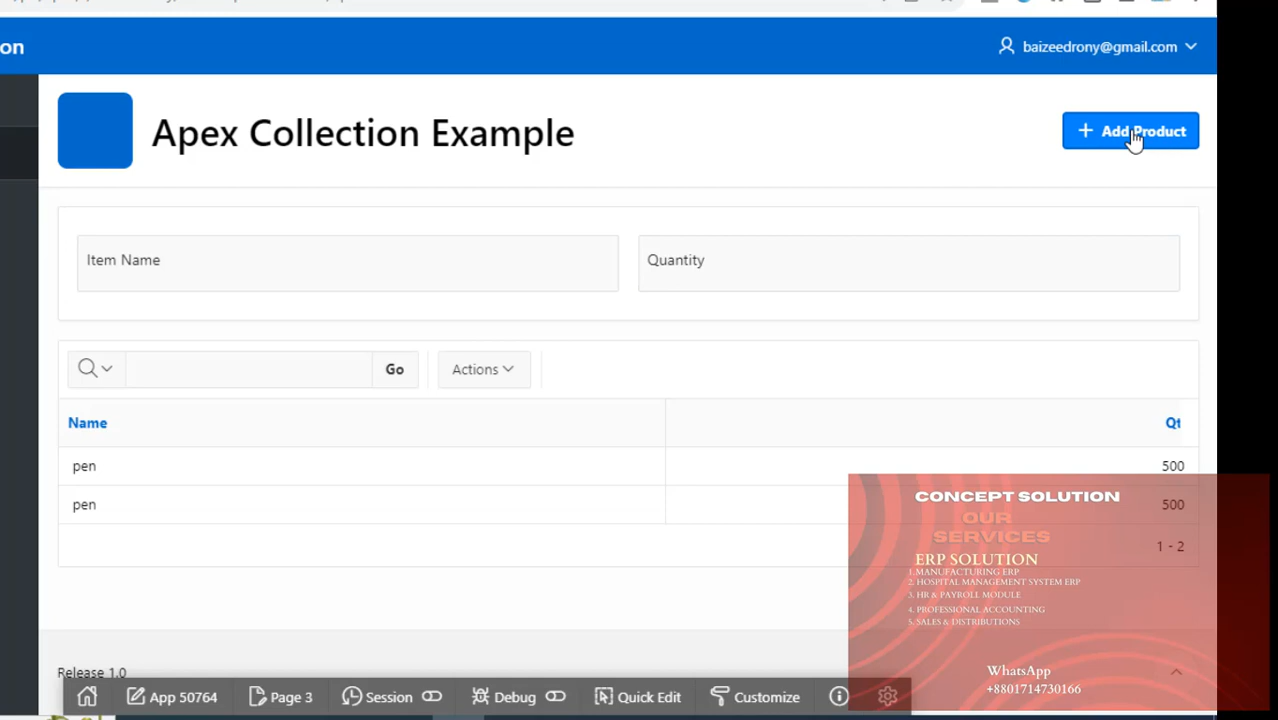 on
baizeedrony@gmail.com
Apex Collection Example
Add Product
Item Name
Quantity
Go
Actions
Name
Qt
pen
500
pen
500
1 - 2
CONCEPT SOLUTION
OUR
SERVICES
ERP SOLUTION
1. MANUFACTURING ERP
2. HOSPITAL MANAGEMENT SYSTEM ERP
3. HR & PAYROLL MODULE
4. PROFESSIONAL ACCOUNTING
5. SALES & DISTRIBUTIONS
WhatsApp
+8801714730166
Release 1.0
App 50764
Page 3
Session
Debug
Quick Edit
Customize